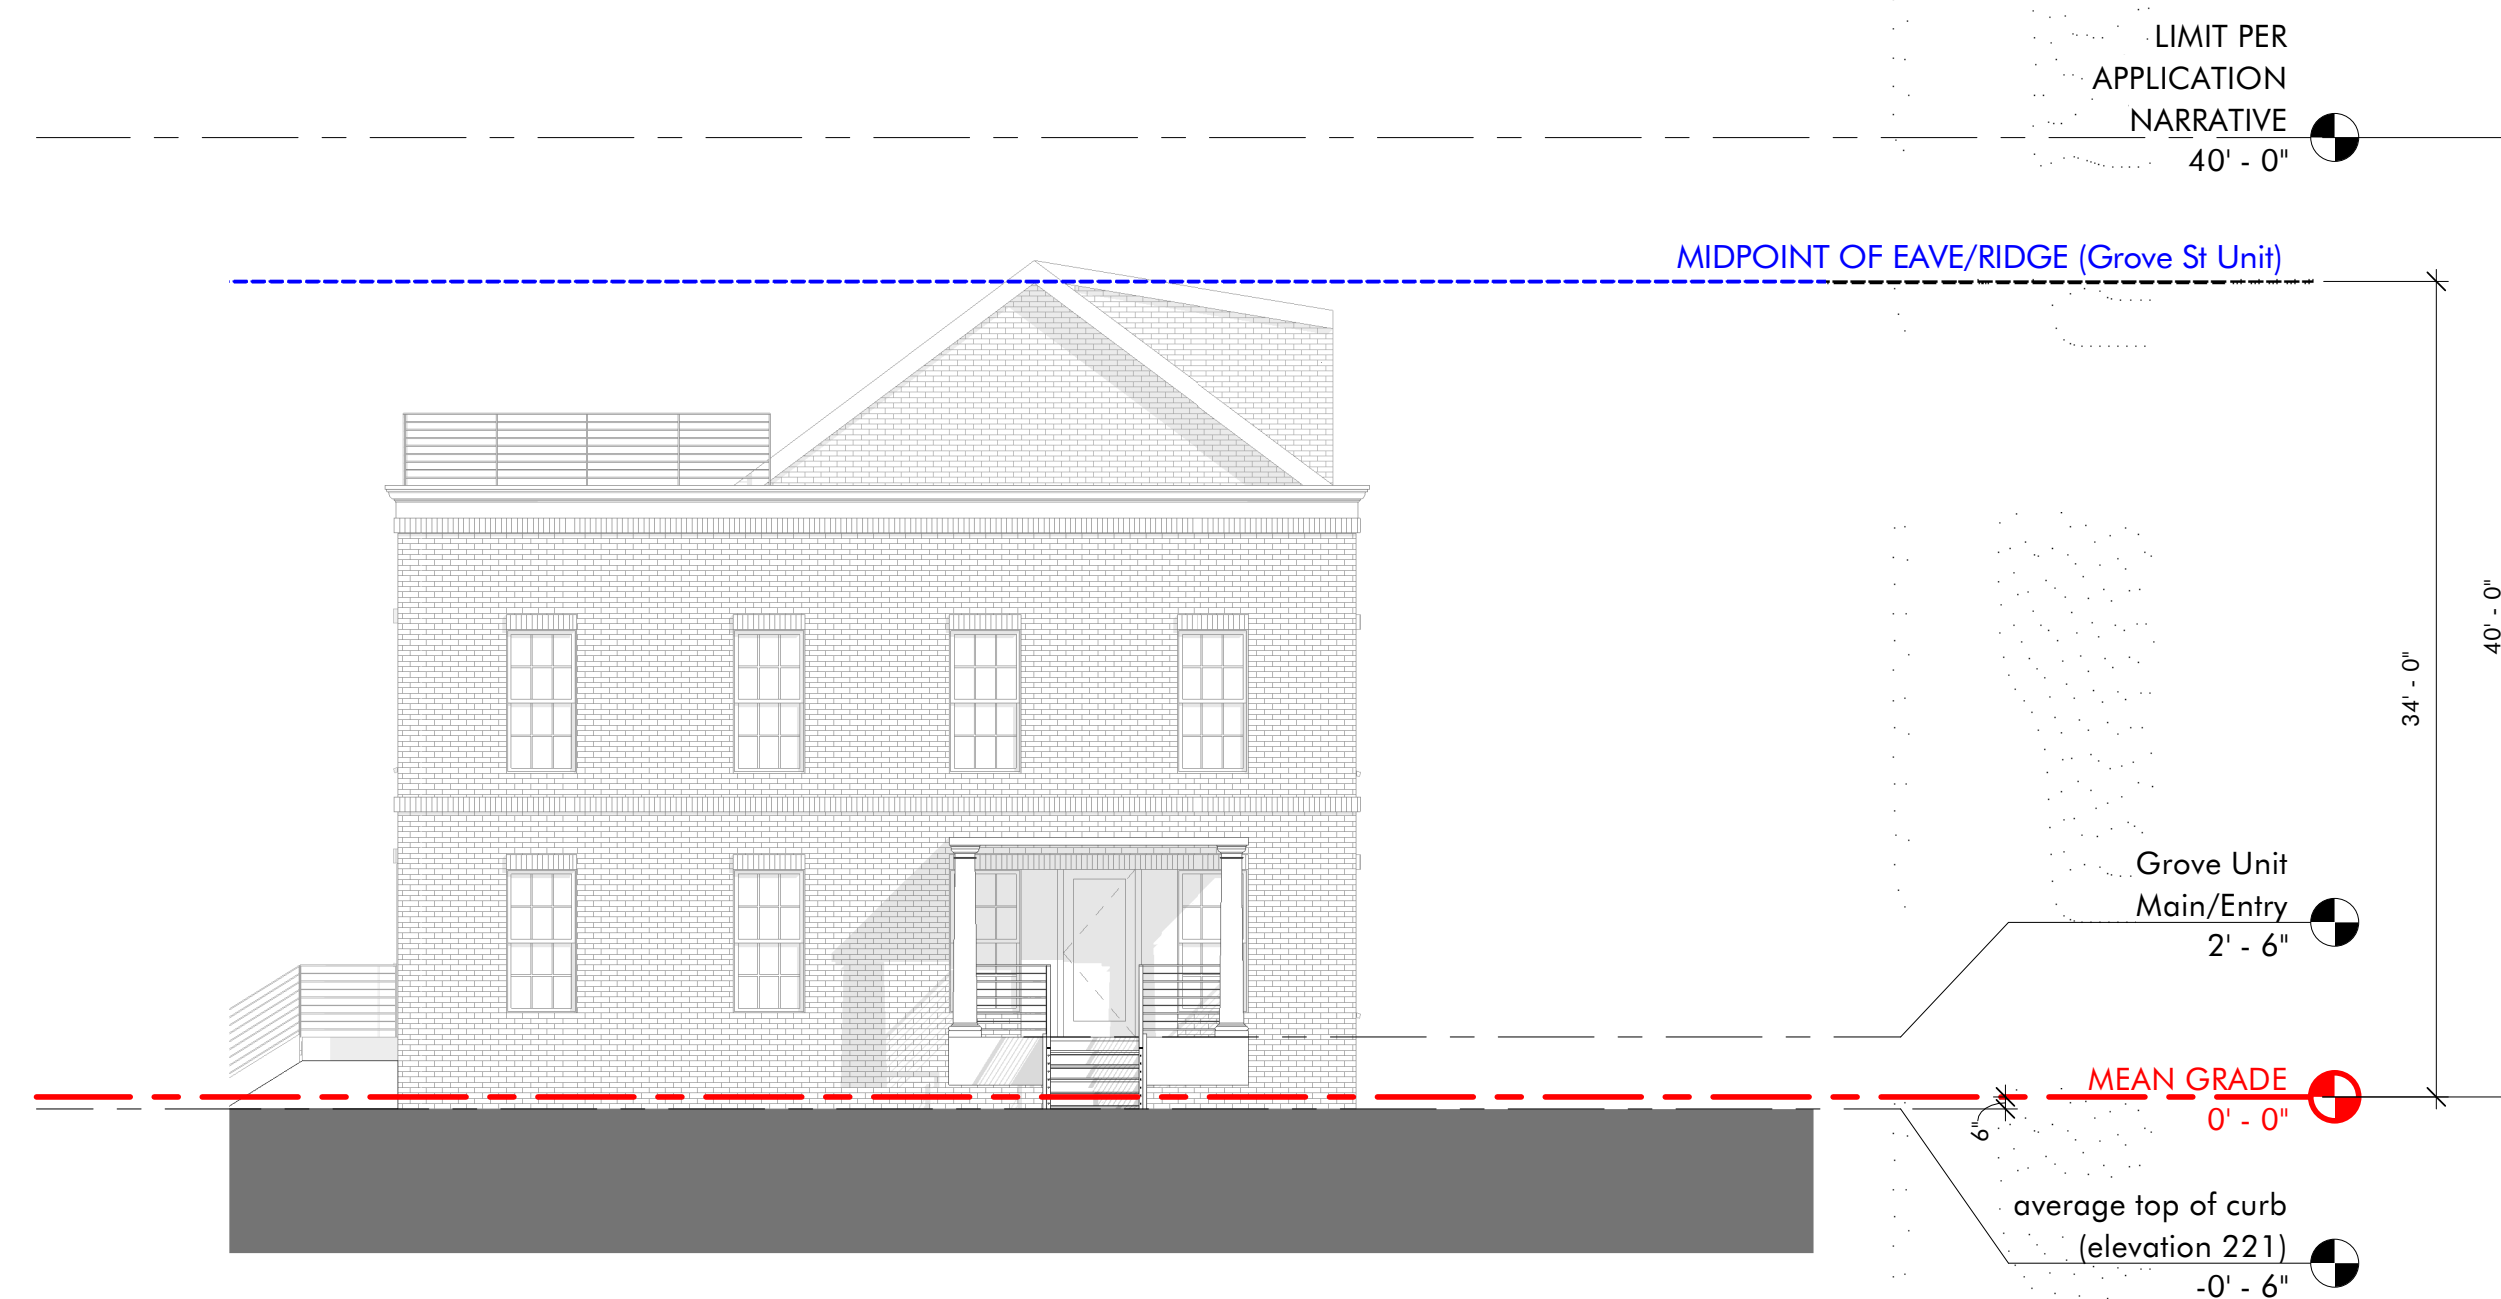 LIMIT PER
APPLICATION
NARRATIVE
40' - 0"
MIDPOINT OF EAVE/RIDGE (Grove St Unit)
40' - 0"
34' - 0"
Grove Unit
Main/Entry
2' - 6"
MEAN GRADE
0' - 0"
6"
average top of curb
(elevation 221)
-0' - 6"